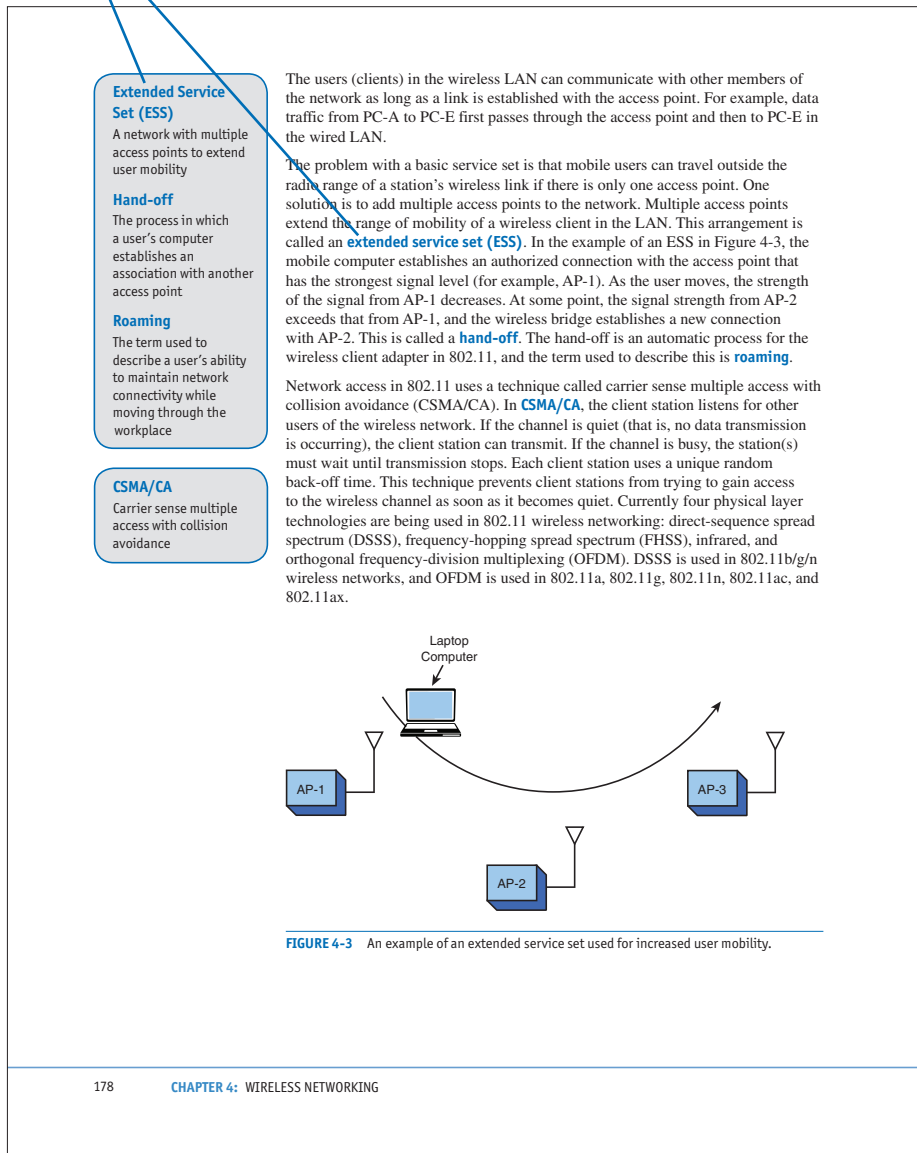 Extended Service
Set (ESS)
A network with multiple
access points to extend
user mobility
Hand-off
The process in which
a user's computer
establishes an
association with another
access point
Roaming
The term used to
describe a user's ability
to maintain network
connectivity while
moving through the
workplace
CSMA/CA
Carrier sense multiple
access with collision
avoidance
The users (clients) in the wireless LAN can communicate with other members of
the network as long as a link is established with the access point. For example, data
traffic from PC-A to PC-E first passes through the access point and then to PC-E in
the wired LAN.
The problem with a basic service set is that mobile users can travel outside the
radio range of a station's wireless link if there is only one access point. One
solution is to add multiple access points to the network. Multiple access points
extend the range of mobility of a wireless client in the LAN. This arrangement is
called an extended service set (ESS). In the example of an ESS in Figure 4-3, the
mobile computer establishes an authorized connection with the access point that
has the strongest signal level (for example, AP-1). As the user moves, the strength
of the signal from AP-1 decreases. At some point, the signal strength from AP-2
exceeds that from AP-1, and the wireless bridge establishes a new connection
with AP-2. This is called a hand-off. The hand-off is an automatic process for the
wireless client adapter in 802.11, and the term used to describe this is roaming.
Network access in 802.11 uses a technique called carrier sense multiple access with
collision avoidance (CSMA/CA). In CSMA/CA, the client station listens for other
users of the wireless network. If the channel is quiet (that is, no data transmission
is occurring), the client station can transmit. If the channel is busy, the station(s)
must wait until transmission stops. Each client station uses a unique random
back-off time. This technique prevents client stations from trying to gain access
to the wireless channel as soon as it becomes quiet. Currently four physical layer
technologies are being used in 802.11 wireless networking: direct-sequence spread
spectrum (DSSS), frequency-hopping spread spectrum (FHSS), infrared, and
orthogonal frequency-division multiplexing (OFDM). DSSS is used in 802.11b/g/n
wireless networks, and OFDM is used in 802.11a, 802.11g, 802.11n, 802.11ac, and
802.11ax.
Laptop
Computer
AP-1
AP-3
AP-2
FIGURE 4-3 An example of an extended service set used for increased user mobility.
178 CHAPTER 4: WIRELESS NETWORKING